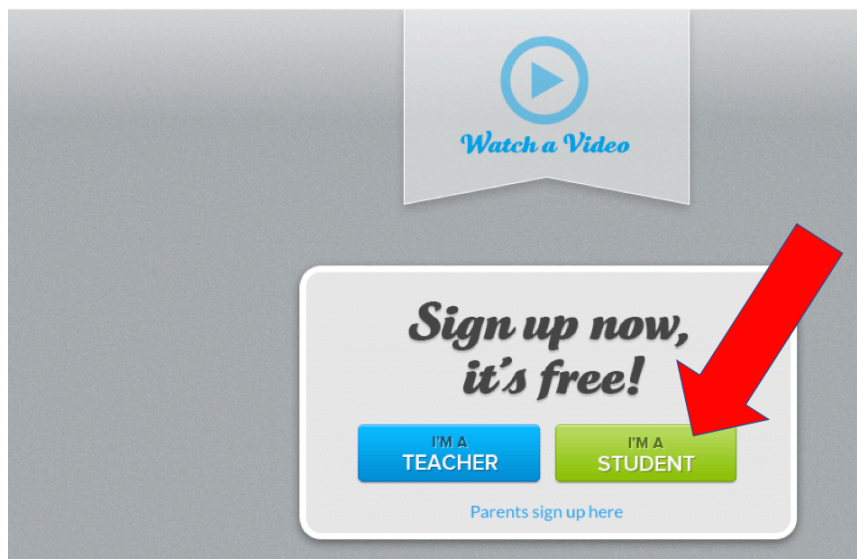 Watch a Video
Sign up now,
it's free!
I'M A
TEACHER
I'M A
STUDENT
Parents sign up here